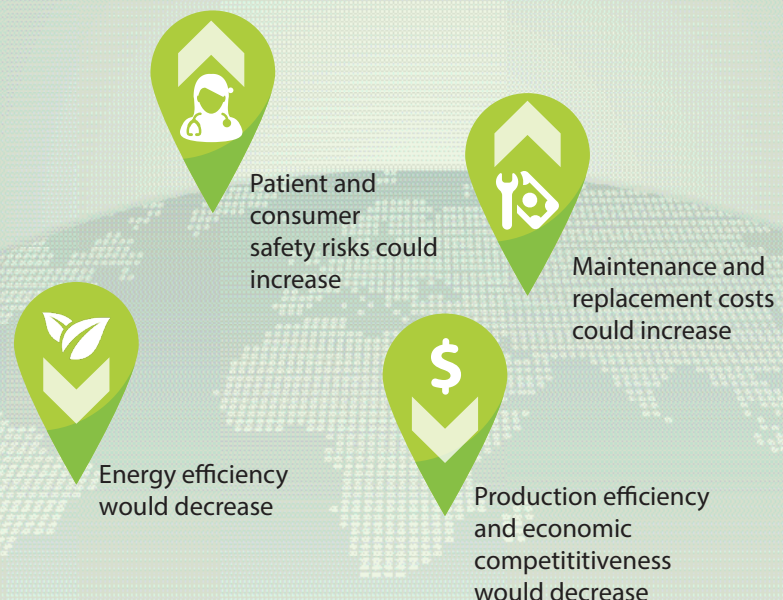 Patient and
consumer
safety risks could
increase
Maintenance and
replacement costs
could increase
$
Energy efficiency
would decrease
Production efficiency
and economic
competititiveness
would decrease